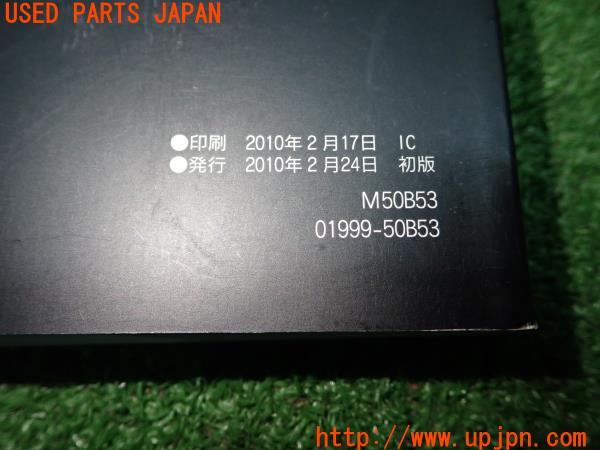 USED PARTS JAPAN
●印刷 2010年2月17日 IC
●発行 2010年2月24日 初版
M50B53
01999-50B53
http://www.upjpn.com/